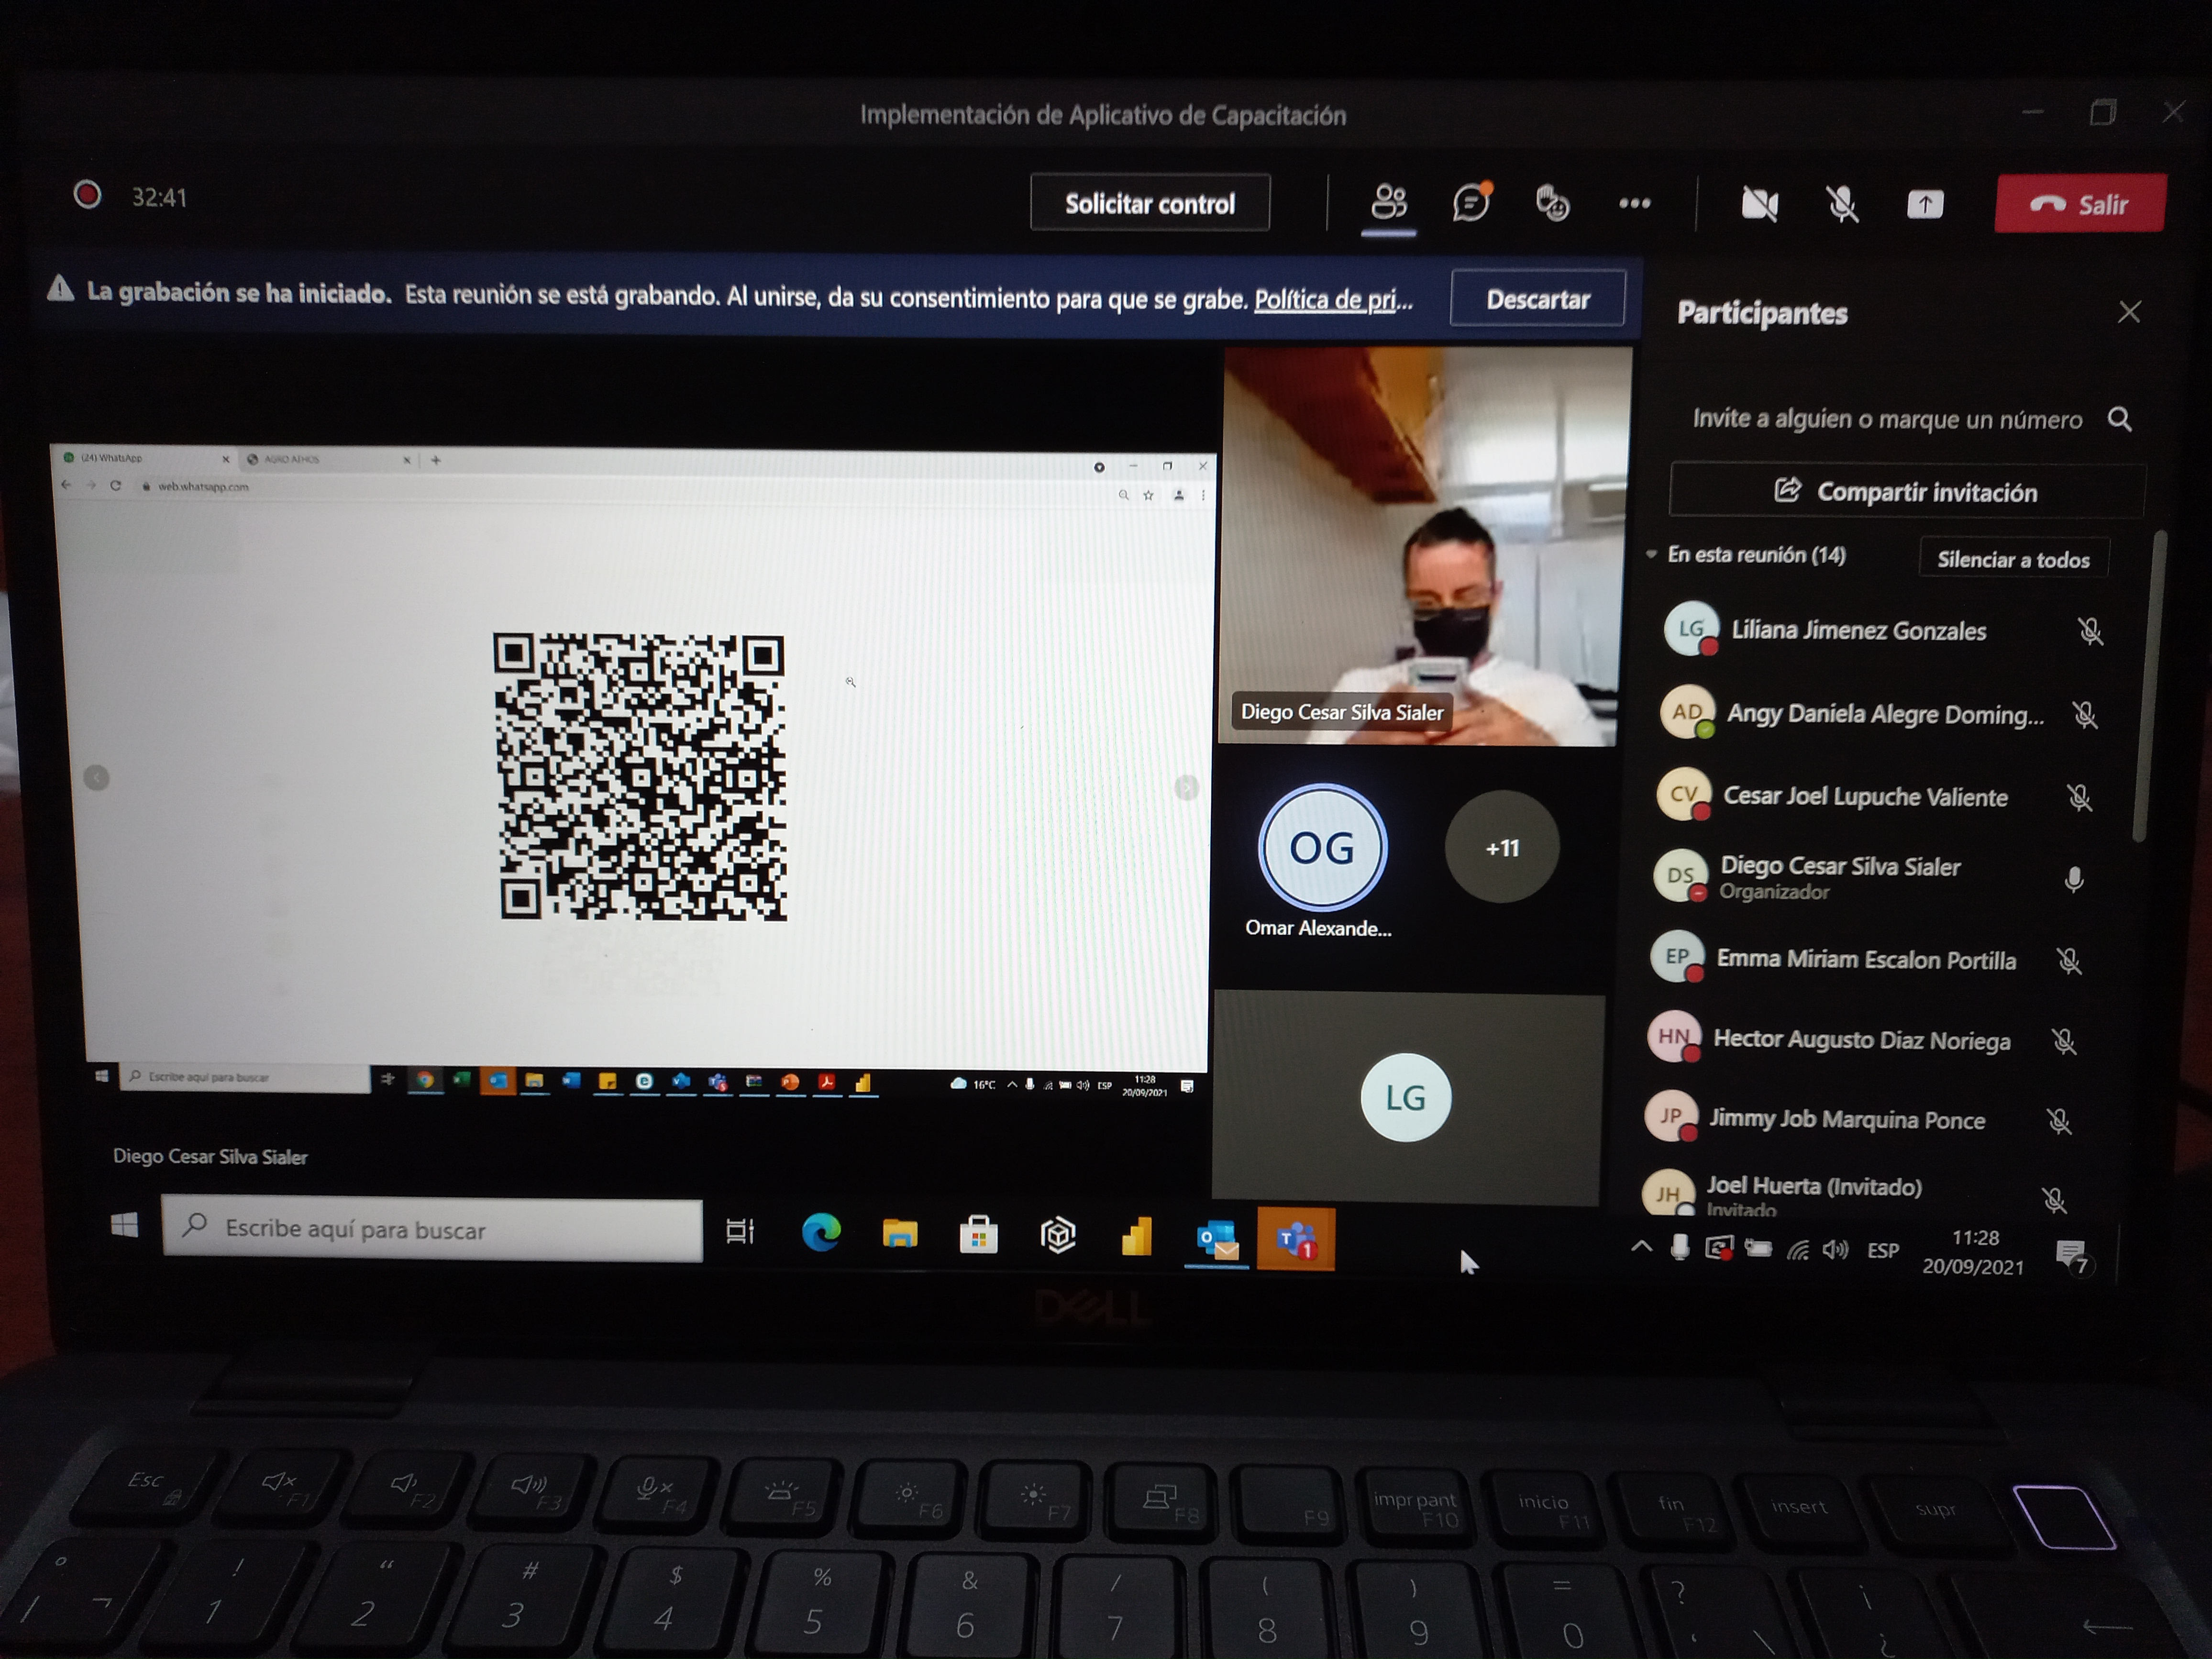 Implementación de Aplicativo de Capacitación
32:41
Solicitar control
Salir
La grabación se ha iniciado. Esta reunión se está grabando. Al unirse, da su consentimiento para que se grabe. Política de pri...
Descartar
(24) WhatsApp
AGRO ATHOS
web.whatsapp.com
Escribe aquí para buscar
16°C
ESP
11:28
20/09/2021
Diego Cesar Silva Sialer
Diego Cesar Silva Sialer
OG
+11
Omar Alexande...
LG
Participantes
Invite a alguien o marque un número
Compartir invitación
En esta reunión (14)
Silenciar a todos
LG Liliana Jimenez Gonzales
AD Angy Daniela Alegre Doming...
CV Cesar Joel Lupuche Valiente
DS Diego Cesar Silva Sialer
Organizador
EP Emma Miriam Escalon Portilla
HN Hector Augusto Diaz Noriega
JP Jimmy Job Marquina Ponce
JH Joel Huerta (Invitado)
Invitado
Escribe aquí para buscar
T 1
ESP
11:28
20/09/2021
7
DELL
Esc F1 F2 F3 F4 F5 F6 F7 F8 F9 impr pant F10 inicio F11 fin F12 insert supr
° ! " # $ % & / ( ) = ? ¡
| ¬ 1 2 3 4 5 6 7 8 9 0 ' \ ¿